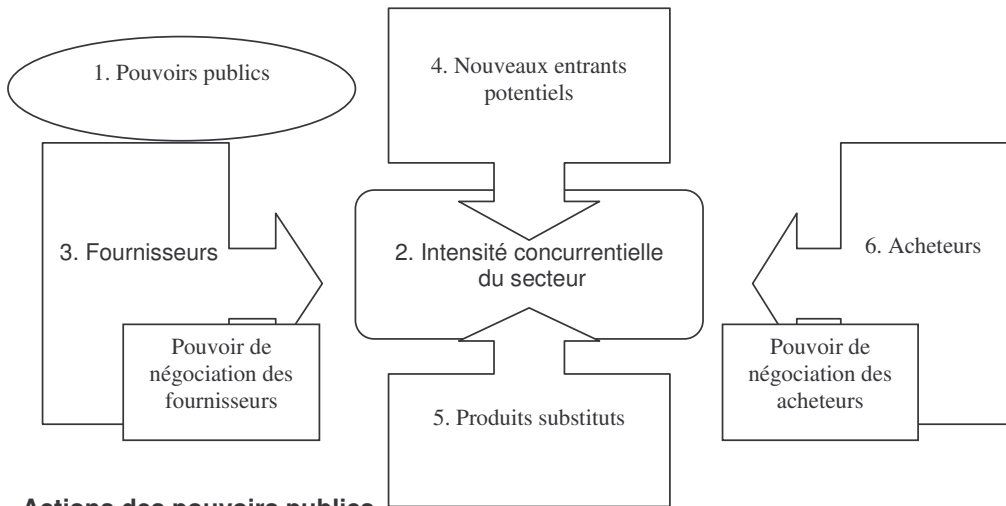 1. Pouvoirs publics
4. Nouveaux entrants
potentiels
3. Fournisseurs
2. Intensité concurrentielle
du secteur
6. Acheteurs
Pouvoir de
négociation des
fournisseurs
Pouvoir de
négociation des
acheteurs
5. Produits substituts
Actions des pouvoirs publics